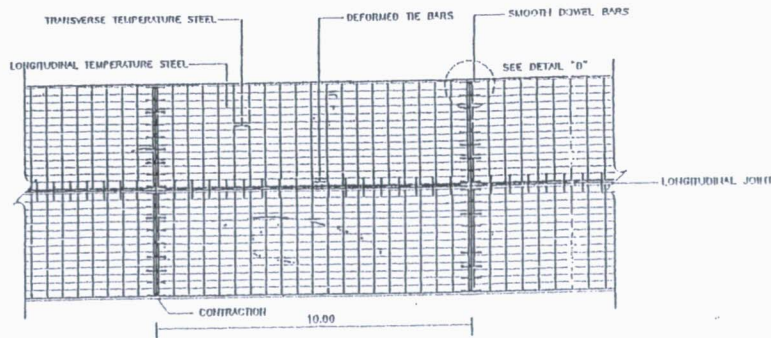 TRANSVERSE TEMPERATURE STEEL
DEFORMED TIE BARS
SMOOTH DOWEL BARS
LONGITUDINAL TEMPERATURE STEEL
SEE DETAIL "D"
LONGITUDINAL JOINT
CONTRACTION
10.00